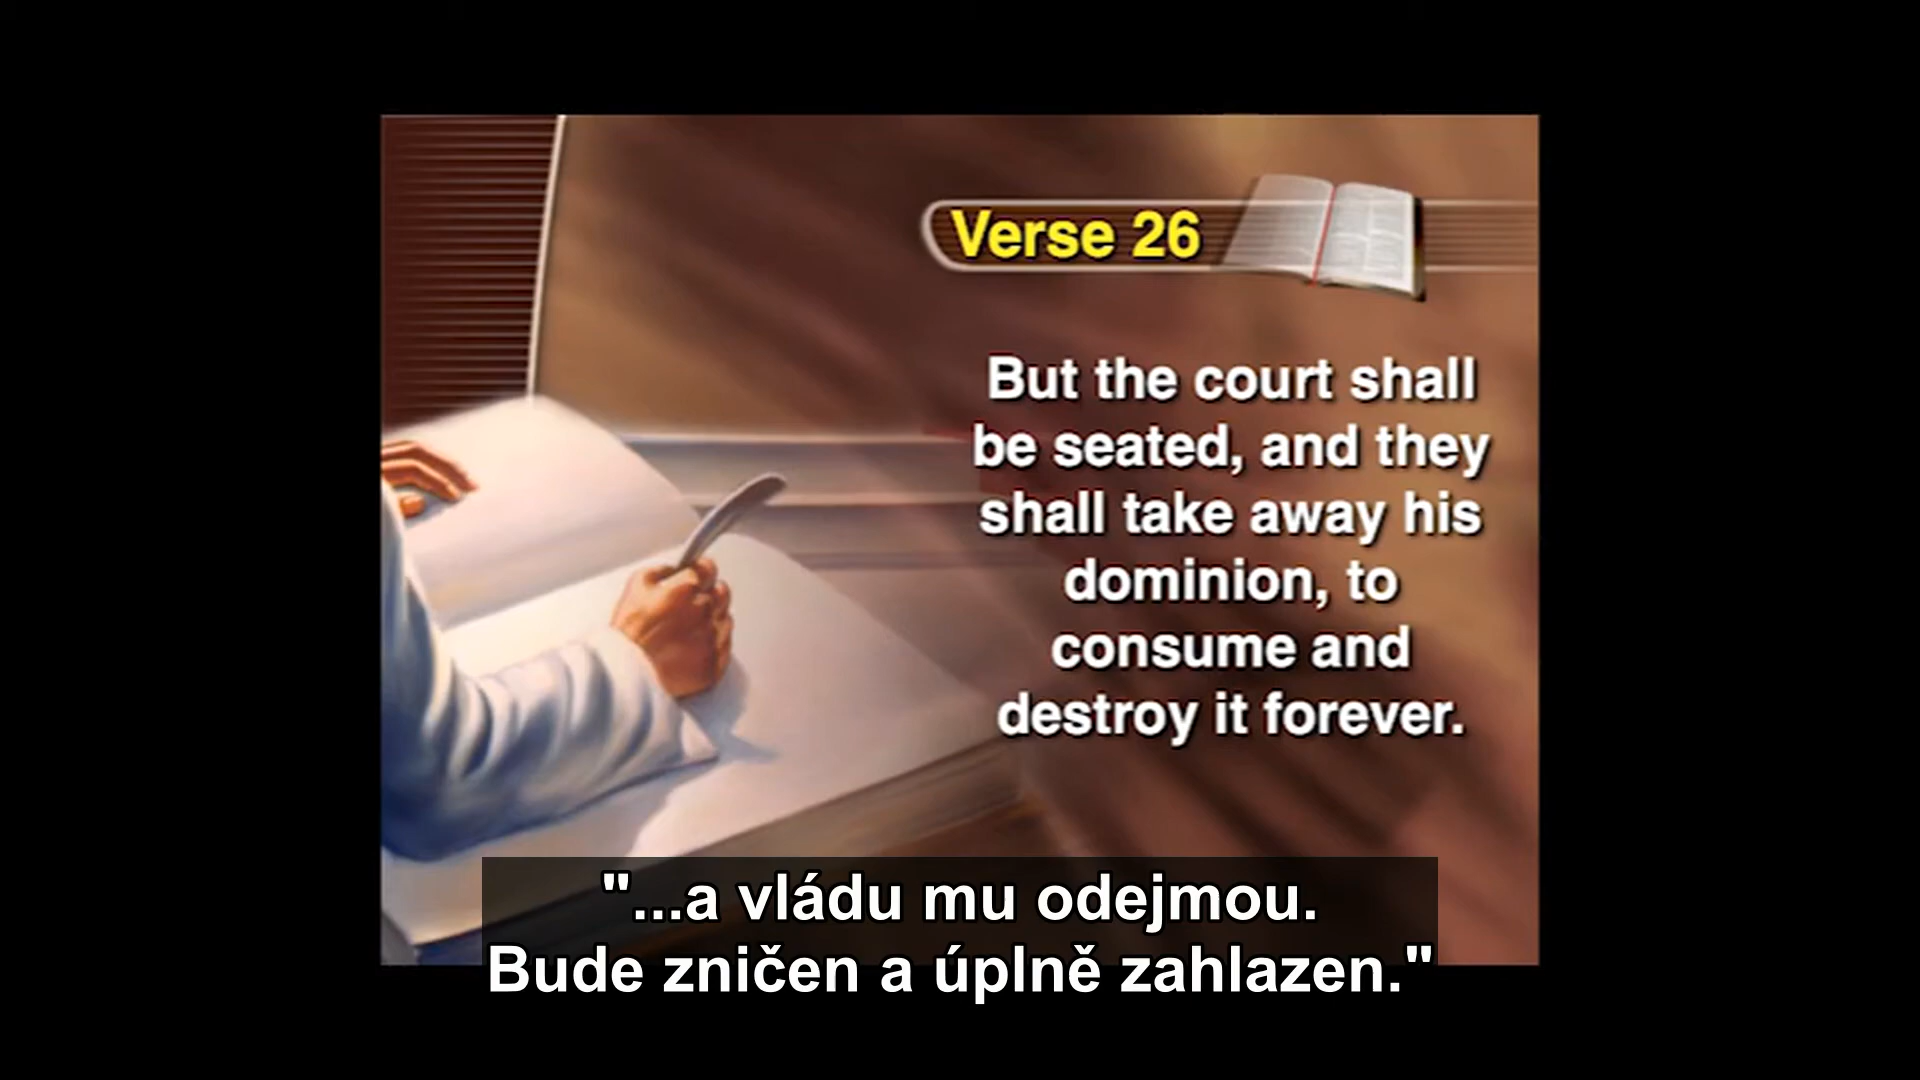 Verse 26
But the court shall
be seated, and they
shall take away his
dominion, to
consume and
destroy it forever.
"...a vládu mu odejmou.
Bude zničen a úplně zahlazen."